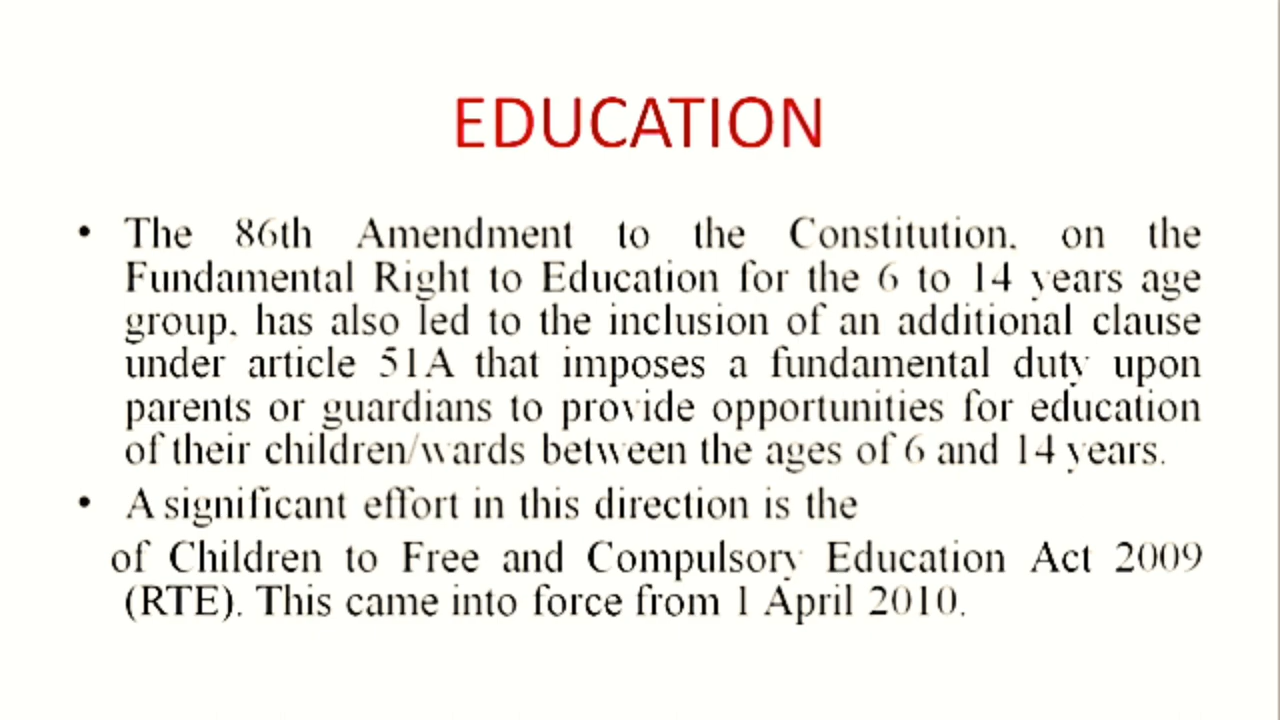 EDUCATION
• The 86th Amendment to the Constitution, on the
Fundamental Right to Education for the 6 to 14 years age
group, has also led to the inclusion of an additional clause
under article 51A that imposes a fundamental duty upon
parents or guardians to provide opportunities for education
of their children/wards between the ages of 6 and 14 years.
• A significant effort in this direction is the
of Children to Free and Compulsory Education Act 2009
(RTE). This came into force from 1 April 2010.